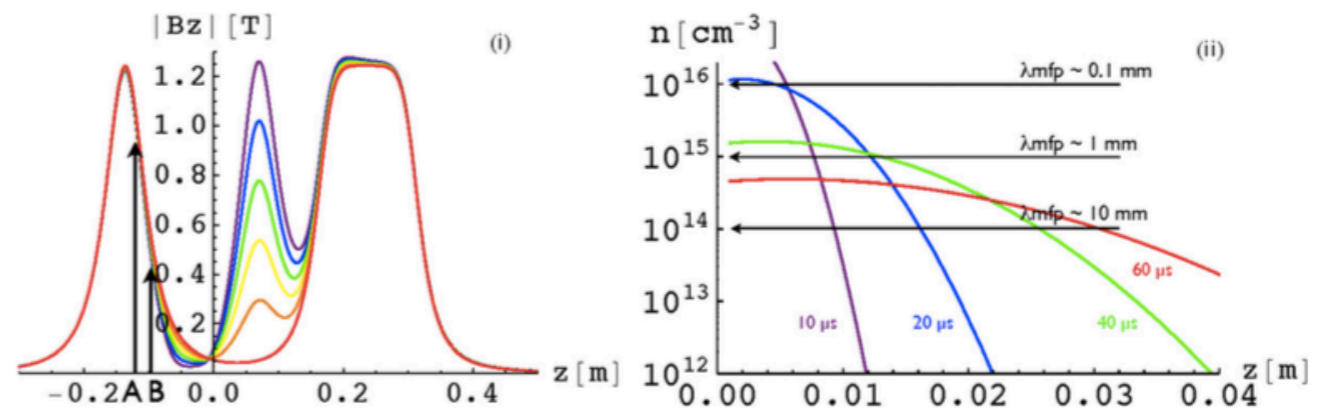 |Bz| [T]
(i)
1.2
1.0
0.8
0.6
0.4
0.2
-0.2 A B 0.0 0.2 0.4 z[m]
n[cm⁻³]
(ii)
10¹⁶
λmfp ~ 0.1 mm
10¹⁵
λmfp ~ 1 mm
10¹⁴
λmfp ~ 10 mm
60 µs
10¹³
10 µs 20 µs 40 µs
10¹²
0.00 0.01 0.02 0.03 0.04 z[m]